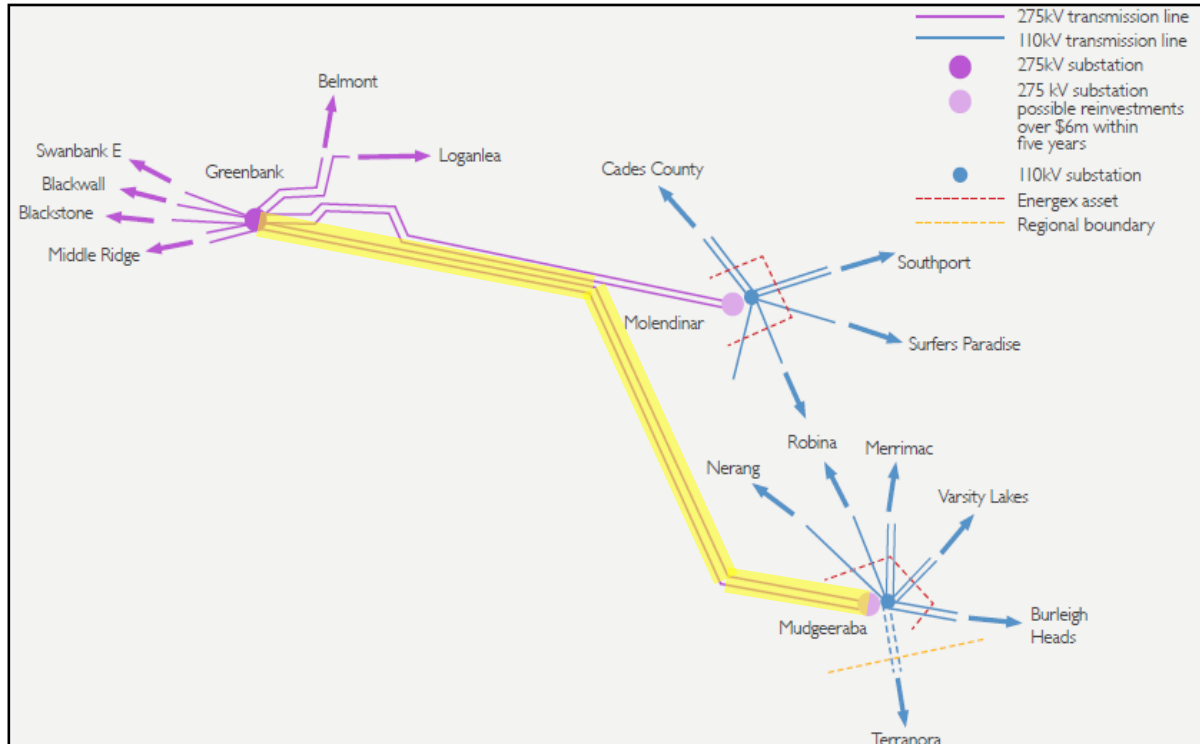 275kV transmission line
110kV transmission line
275kV substation
275 kV substation
possible reinvestments
over $6m within
five years
110kV substation
Energex asset
Regional boundary
Belmont
Swanbank E
Greenbank
Loganlea
Blackwall
Blackstone
Middle Ridge
Cades County
Southport
Molendinar
Surfers Paradise
Robina
Merrimac
Nerang
Varsity Lakes
Mudgeeraba
Burleigh
Heads
Terranora